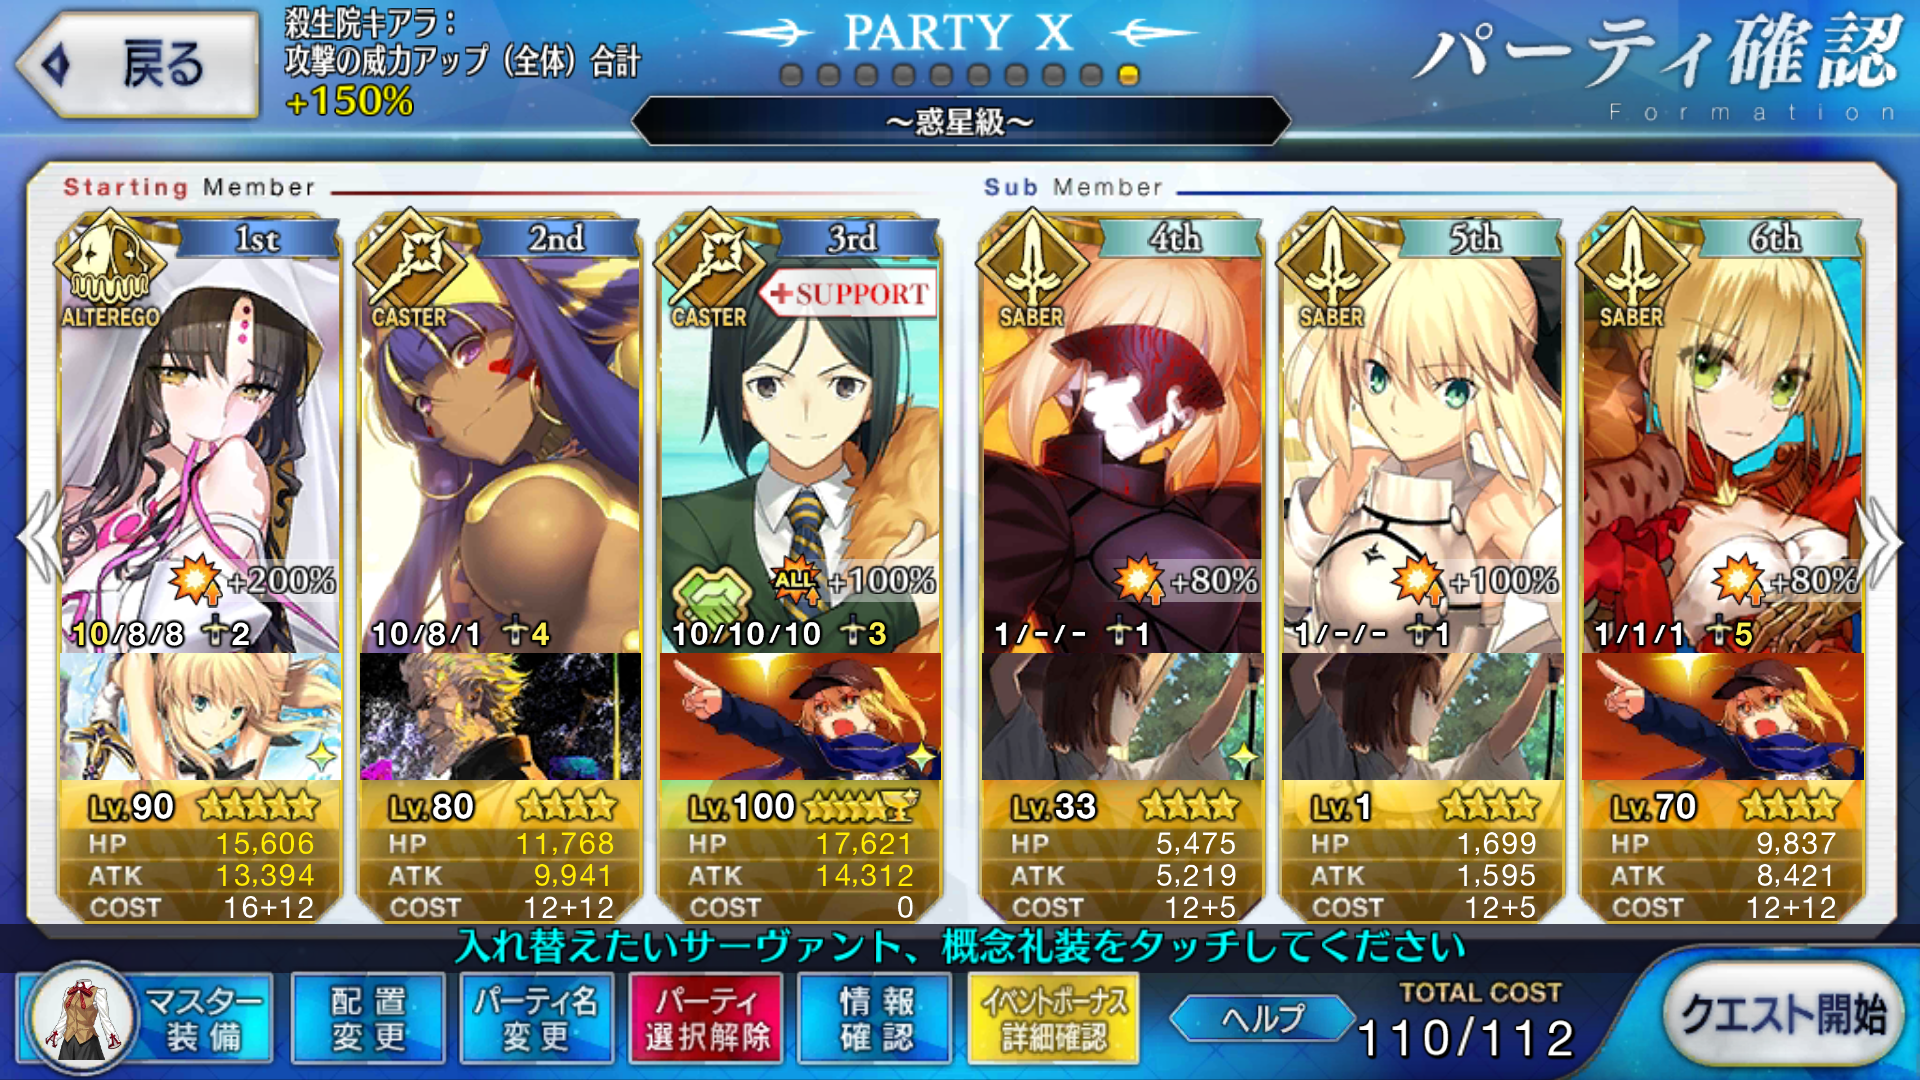 戻る
殺生院キアラ：
攻撃の威力アップ（全体）合計
+150%
PARTY X
～惑星級～
パーティ確認
Formation
Starting Member
Sub Member
1st
ALTEREGO
+200%
10/8/8 2
Lv.90
HP 15,606
ATK 13,394
COST 16+12
2nd
CASTER
10/8/1 4
Lv.80
HP 11,768
ATK 9,941
COST 12+12
3rd
CASTER
+SUPPORT
ALL +100%
10/10/10 3
Lv.100
HP 17,621
ATK 14,312
COST 0
4th
SABER
+80%
1/-/- 1
Lv.33
HP 5,475
ATK 5,219
COST 12+5
5th
SABER
+100%
1/-/- 1
Lv.1
HP 1,699
ATK 1,595
COST 12+5
6th
SABER
+80%
1/1/1 5
Lv.70
HP 9,837
ATK 8,421
COST 12+12
入れ替えたいサーヴァント、概念礼装をタッチしてください
マスター
装備
配置
変更
パーティ名
変更
パーティ
選択解除
情報
確認
イベントボーナス
詳細確認
ヘルプ
TOTAL COST
110/112
クエスト開始